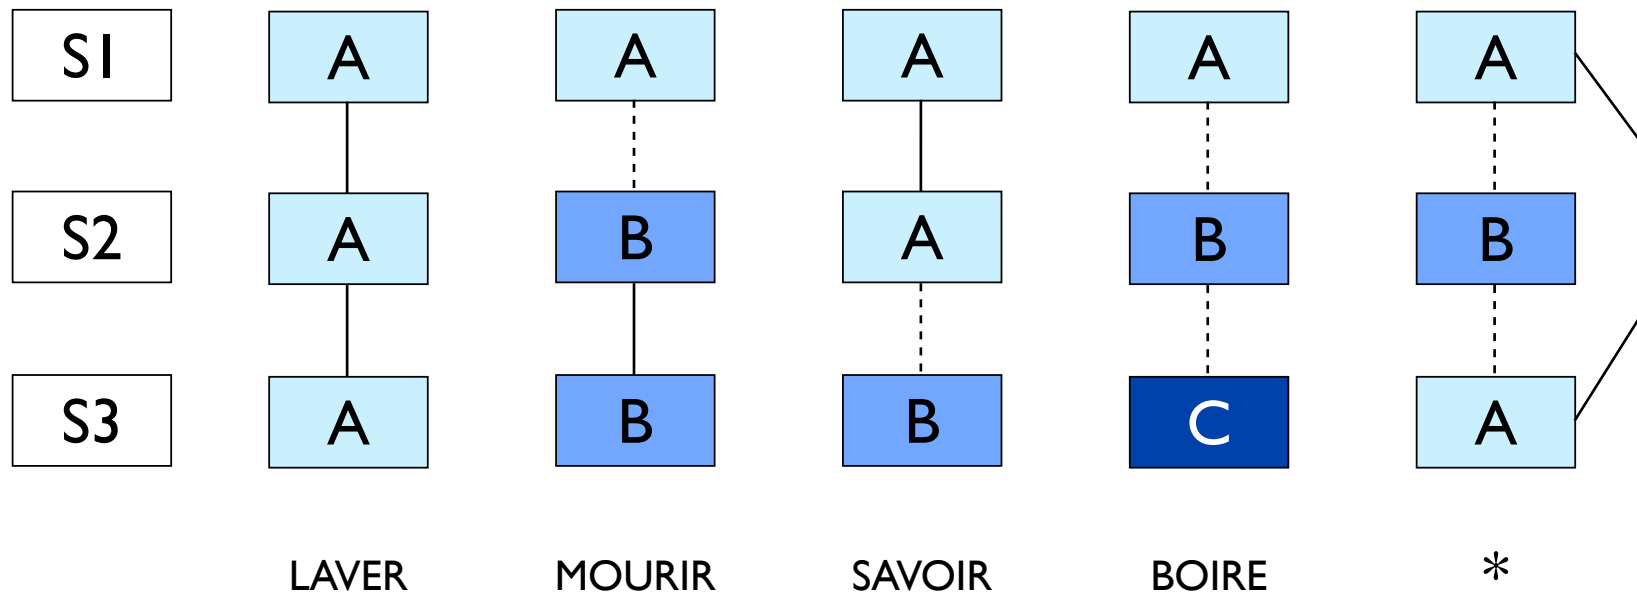 S1 A A A A A
S2 A B A B B
S3 A B B C A
LAVER MOURIR SAVOIR BOIRE *